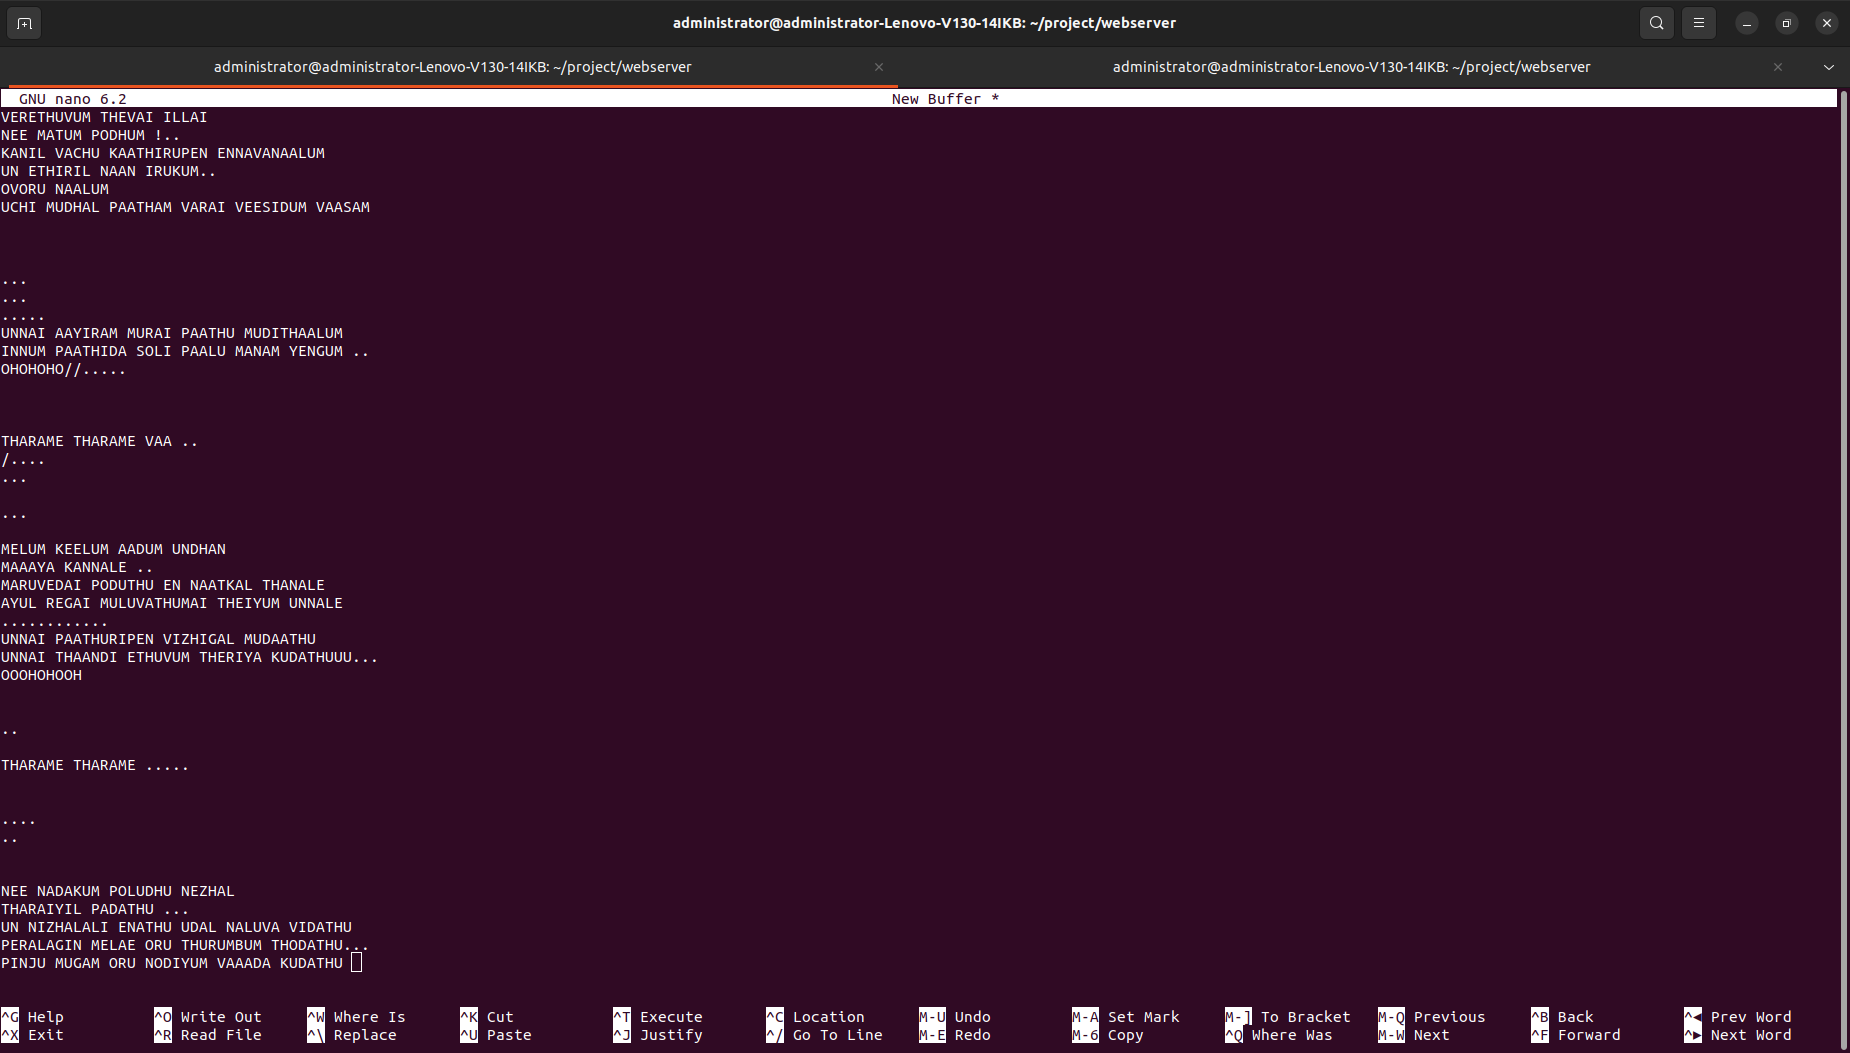 administrator@administrator-Lenovo-V130-14IKB: ~/project/webserver
administrator@administrator-Lenovo-V130-14IKB: ~/project/webserver
administrator@administrator-Lenovo-V130-14IKB: ~/project/webserver
GNU nano 6.2 New Buffer *
VERETHUVUM THEVAI ILLAI
NEE MATUM PODHUM !..
KANIL VACHU KAATHIRUPEN ENNAVANAALUM
UN ETHIRIL NAAN IRUKUM..
OVORU NAALUM
UCHI MUDHAL PAATHAM VARAI VEESIDUM VAASAM
...
...
.....
UNNAI AAYIRAM MURAI PAATHU MUDITHAALUM
INNUM PAATHIDA SOLI PAALU MANAM YENGUM ..
OHOHOHO//.....
THARAME THARAME VAA ..
/....
...
...
MELUM KEELUM AADUM UNDHAN
MAAAYA KANNALE ..
MARUVEDAI PODUTHU EN NAATKAL THANALE
AYUL REGAI MULUVATHUMAI THEIYUM UNNALE
............
UNNAI PAATHURIPEN VIZHIGAL MUDAATHU
UNNAI THAANDI ETHUVUM THERIYA KUDATHUUU...
OOOHOHOOH
..
THARAME THARAME .....
....
..
NEE NADAKUM POLUDHU NEZHAL
THARAIYIL PADATHU ...
UN NIZHALALI ENATHU UDAL NALUVA VIDATHU
PERALAGIN MELAE ORU THURUMBUM THODATHU...
PINJU MUGAM ORU NODIYUM VAAADA KUDATHU
^G Help ^O Write Out ^W Where Is ^K Cut ^T Execute ^C Location M-U Undo M-A Set Mark M-] To Bracket M-Q Previous ^B Back ^◄ Prev Word
^X Exit ^R Read File ^\ Replace ^U Paste ^J Justify ^/ Go To Line M-E Redo M-6 Copy ^Q Where Was M-W Next ^F Forward ^► Next Word